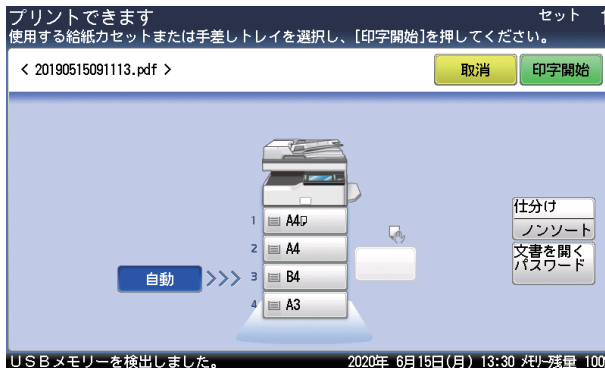 プリントできます
セット 1
使用する給紙カセットまたは手差しトレイを選択し、[印字開始]を押してください。
< 20190515091113.pdf >
取消
印字開始
1 A4
2 A4
自動 >>> 3 B4
4 A3
仕分け
ノンソート
文書を開く
パスワード
USBメモリーを検出しました。
2020年 6月15日(月) 13:30 メモリー残量 100